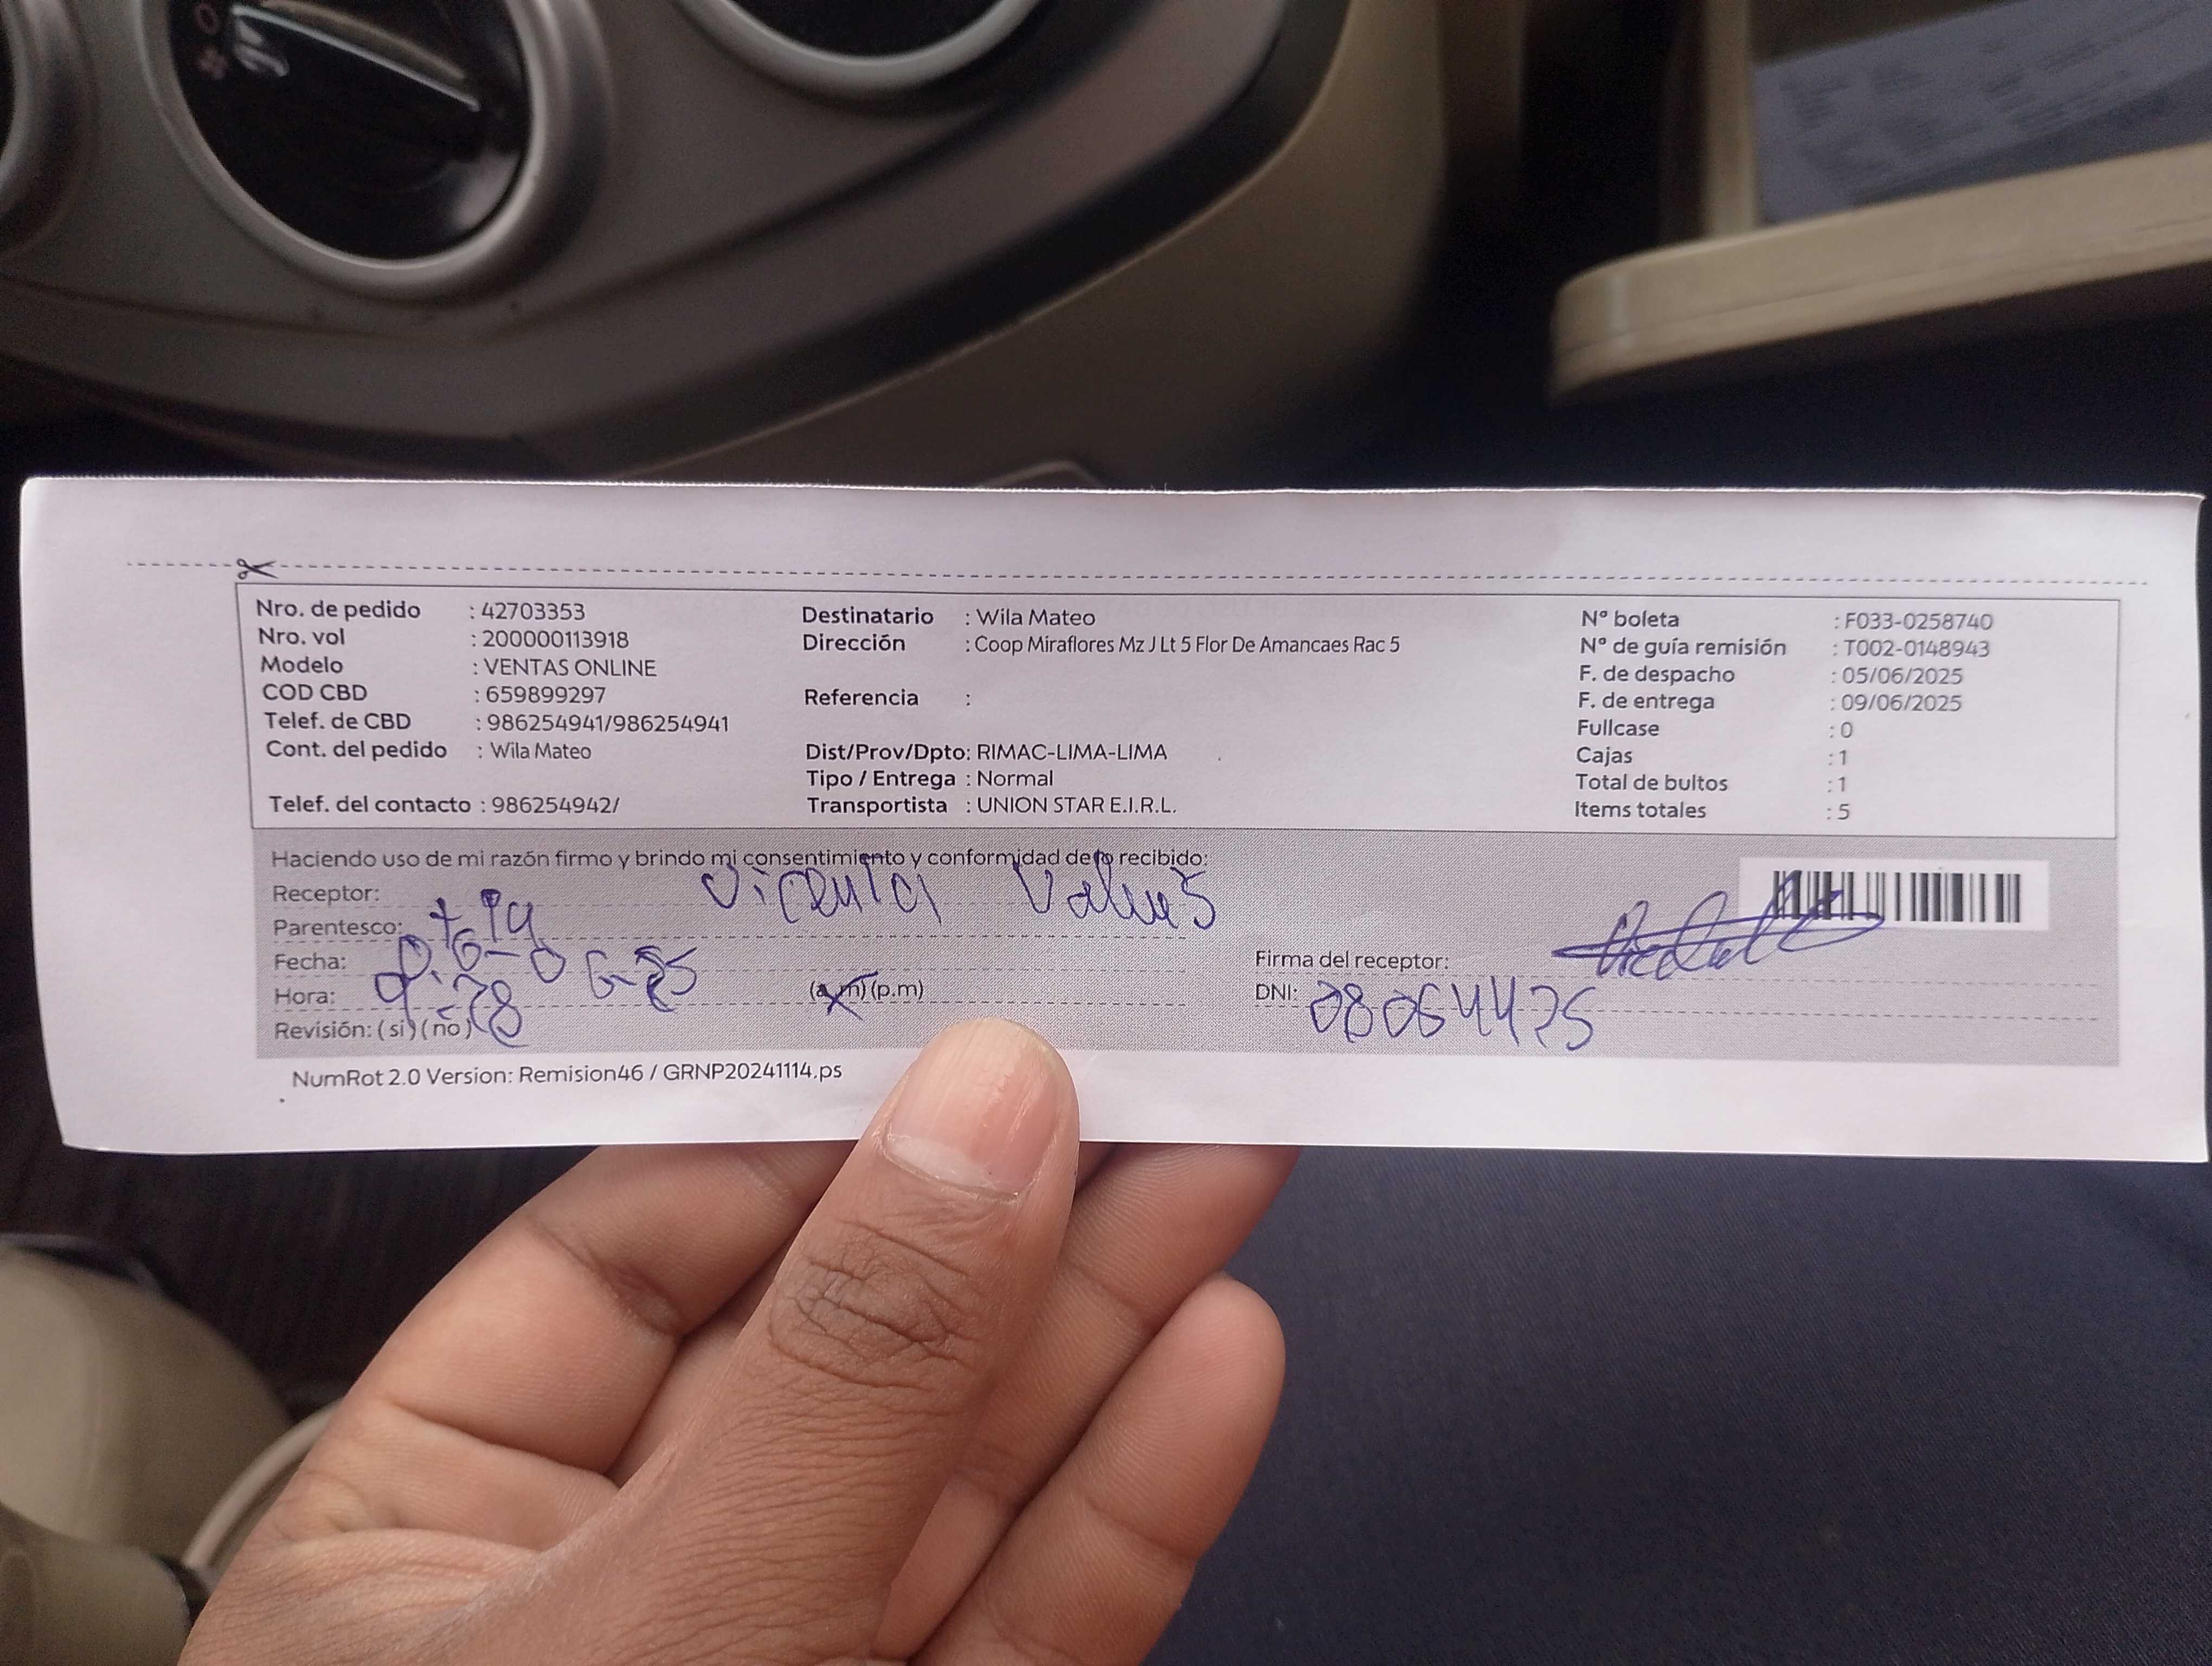 Nro. de pedido : 42703353
Nro. vol : 200000113918
Modelo : VENTAS ONLINE
COD CBD : 659899297
Telef. de CBD : 986254941/986254941
Cont. del pedido : Wila Mateo
Telef. del contacto : 986254942/
Destinatario : Wila Mateo
Dirección : Coop Miraflores Mz J Lt 5 Flor De Amancaes Rac 5
Referencia :
Dist/Prov/Dpto: RIMAC-LIMA-LIMA
Tipo / Entrega : Normal
Transportista : UNION STAR E.I.R.L.
Nº boleta : F033-0258740
Nº de guía remisión : T002-0148943
F. de despacho : 05/06/2025
F. de entrega : 09/06/2025
Fullcase : 0
Cajas : 1
Total de bultos : 1
Items totales : 5
Haciendo uso de mi razón firmo y brindo mi consentimiento y conformidad de lo recibido:
Receptor:
Parentesco: tia
Fecha:
Hora: (a.m) (p.m)
Revisión: (si) (no)
Firma del receptor:
DNI:
NumRot 2.0 Version: Remision46 / GRNP20241114.ps